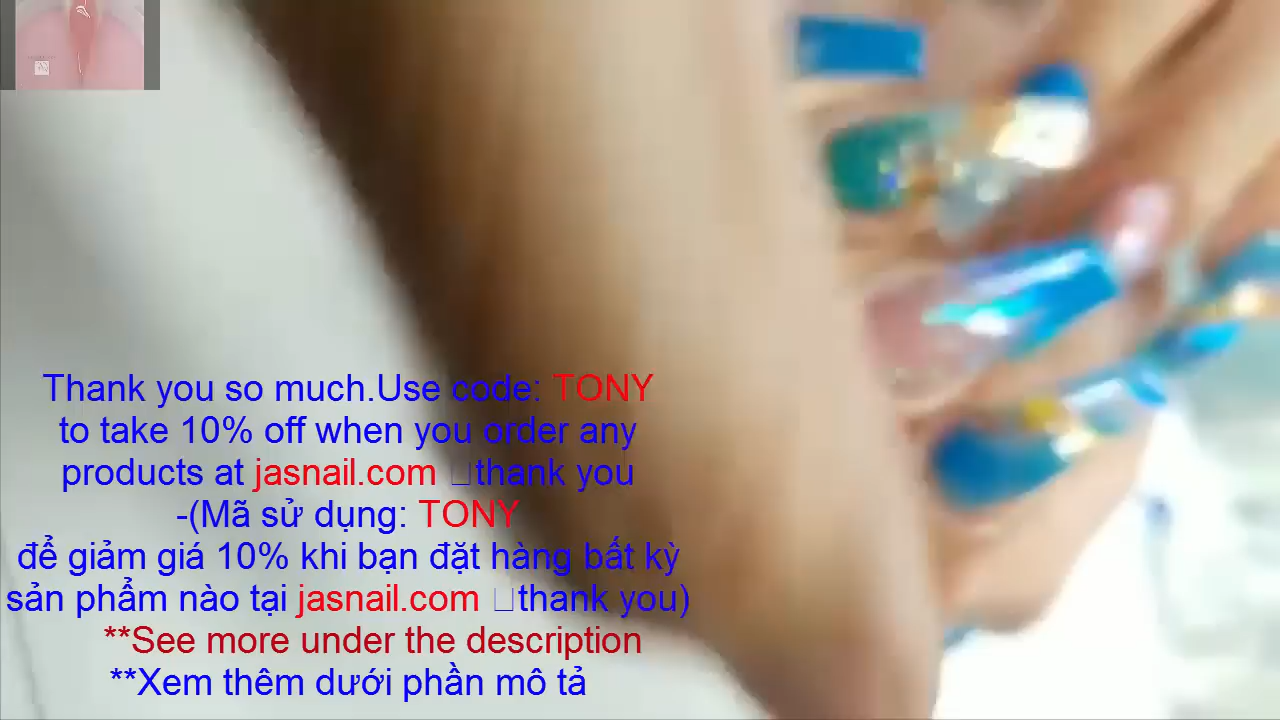 Thank you so much.Use code: TONY
to take 10% off when you order any
products at jasnail.com □thank you
-(Mã sử dụng: TONY
để giảm giá 10% khi bạn đặt hàng bất kỳ
sản phẩm nào tại jasnail.com □thank you)
**See more under the description
**Xem thêm dưới phần mô tả